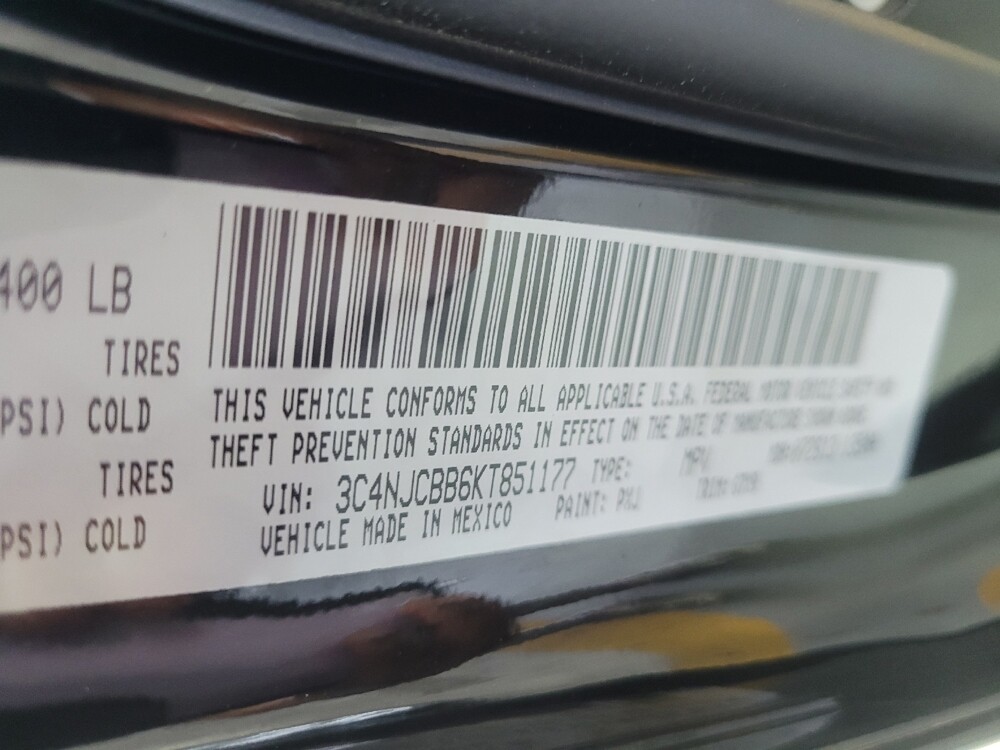 400 LB
TIRES
PSI) COLD
TIRES
PSI) COLD
THIS VEHICLE CONFORMS TO ALL APPLICABLE U.S.A. FEDERAL MOTOR VEHICLE SAFETY AND
THEFT PREVENTION STANDARDS IN EFFECT ON THE DATE OF MANUFACTURE SHOWN ABOVE.
VIN: 3C4NJCBB6KT851177 TYPE: MPV
VEHICLE MADE IN MEXICO PAINT: PXJ TRIM: